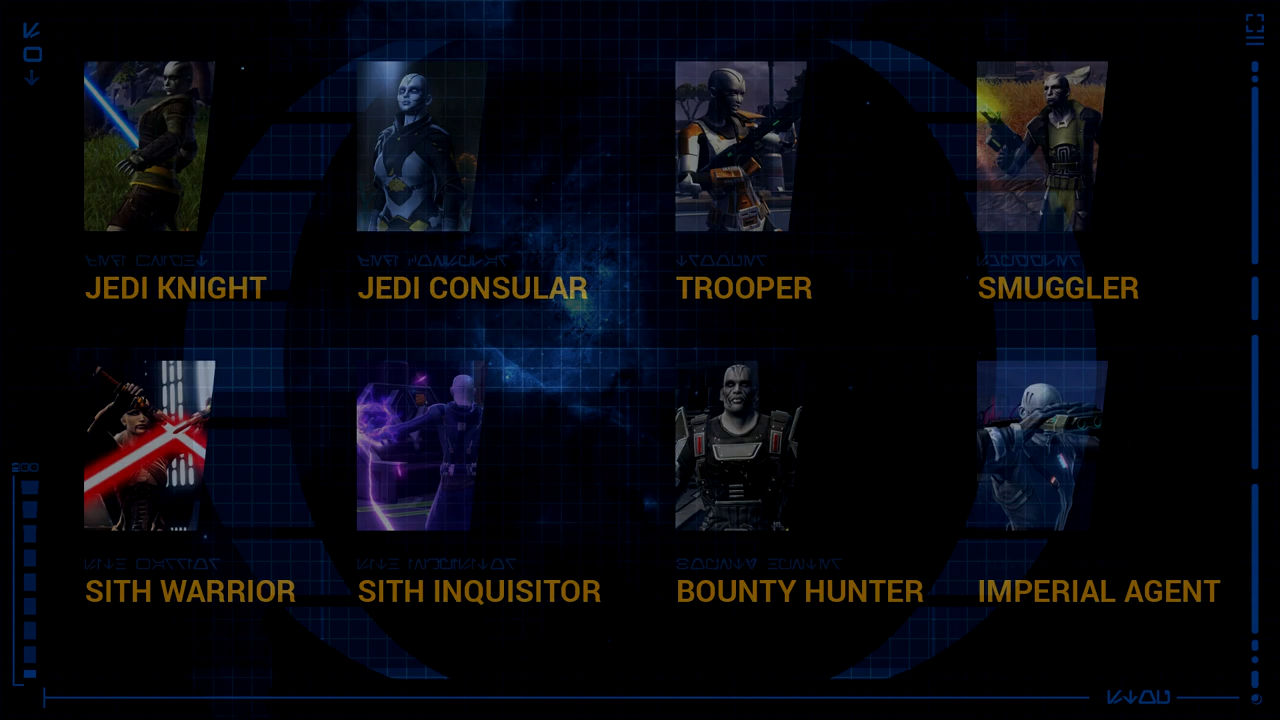 JEDI KNIGHT
JEDI CONSULAR
TROOPER
SMUGGLER
SITH WARRIOR
SITH INQUISITOR
BOUNTY HUNTER
IMPERIAL AGENT